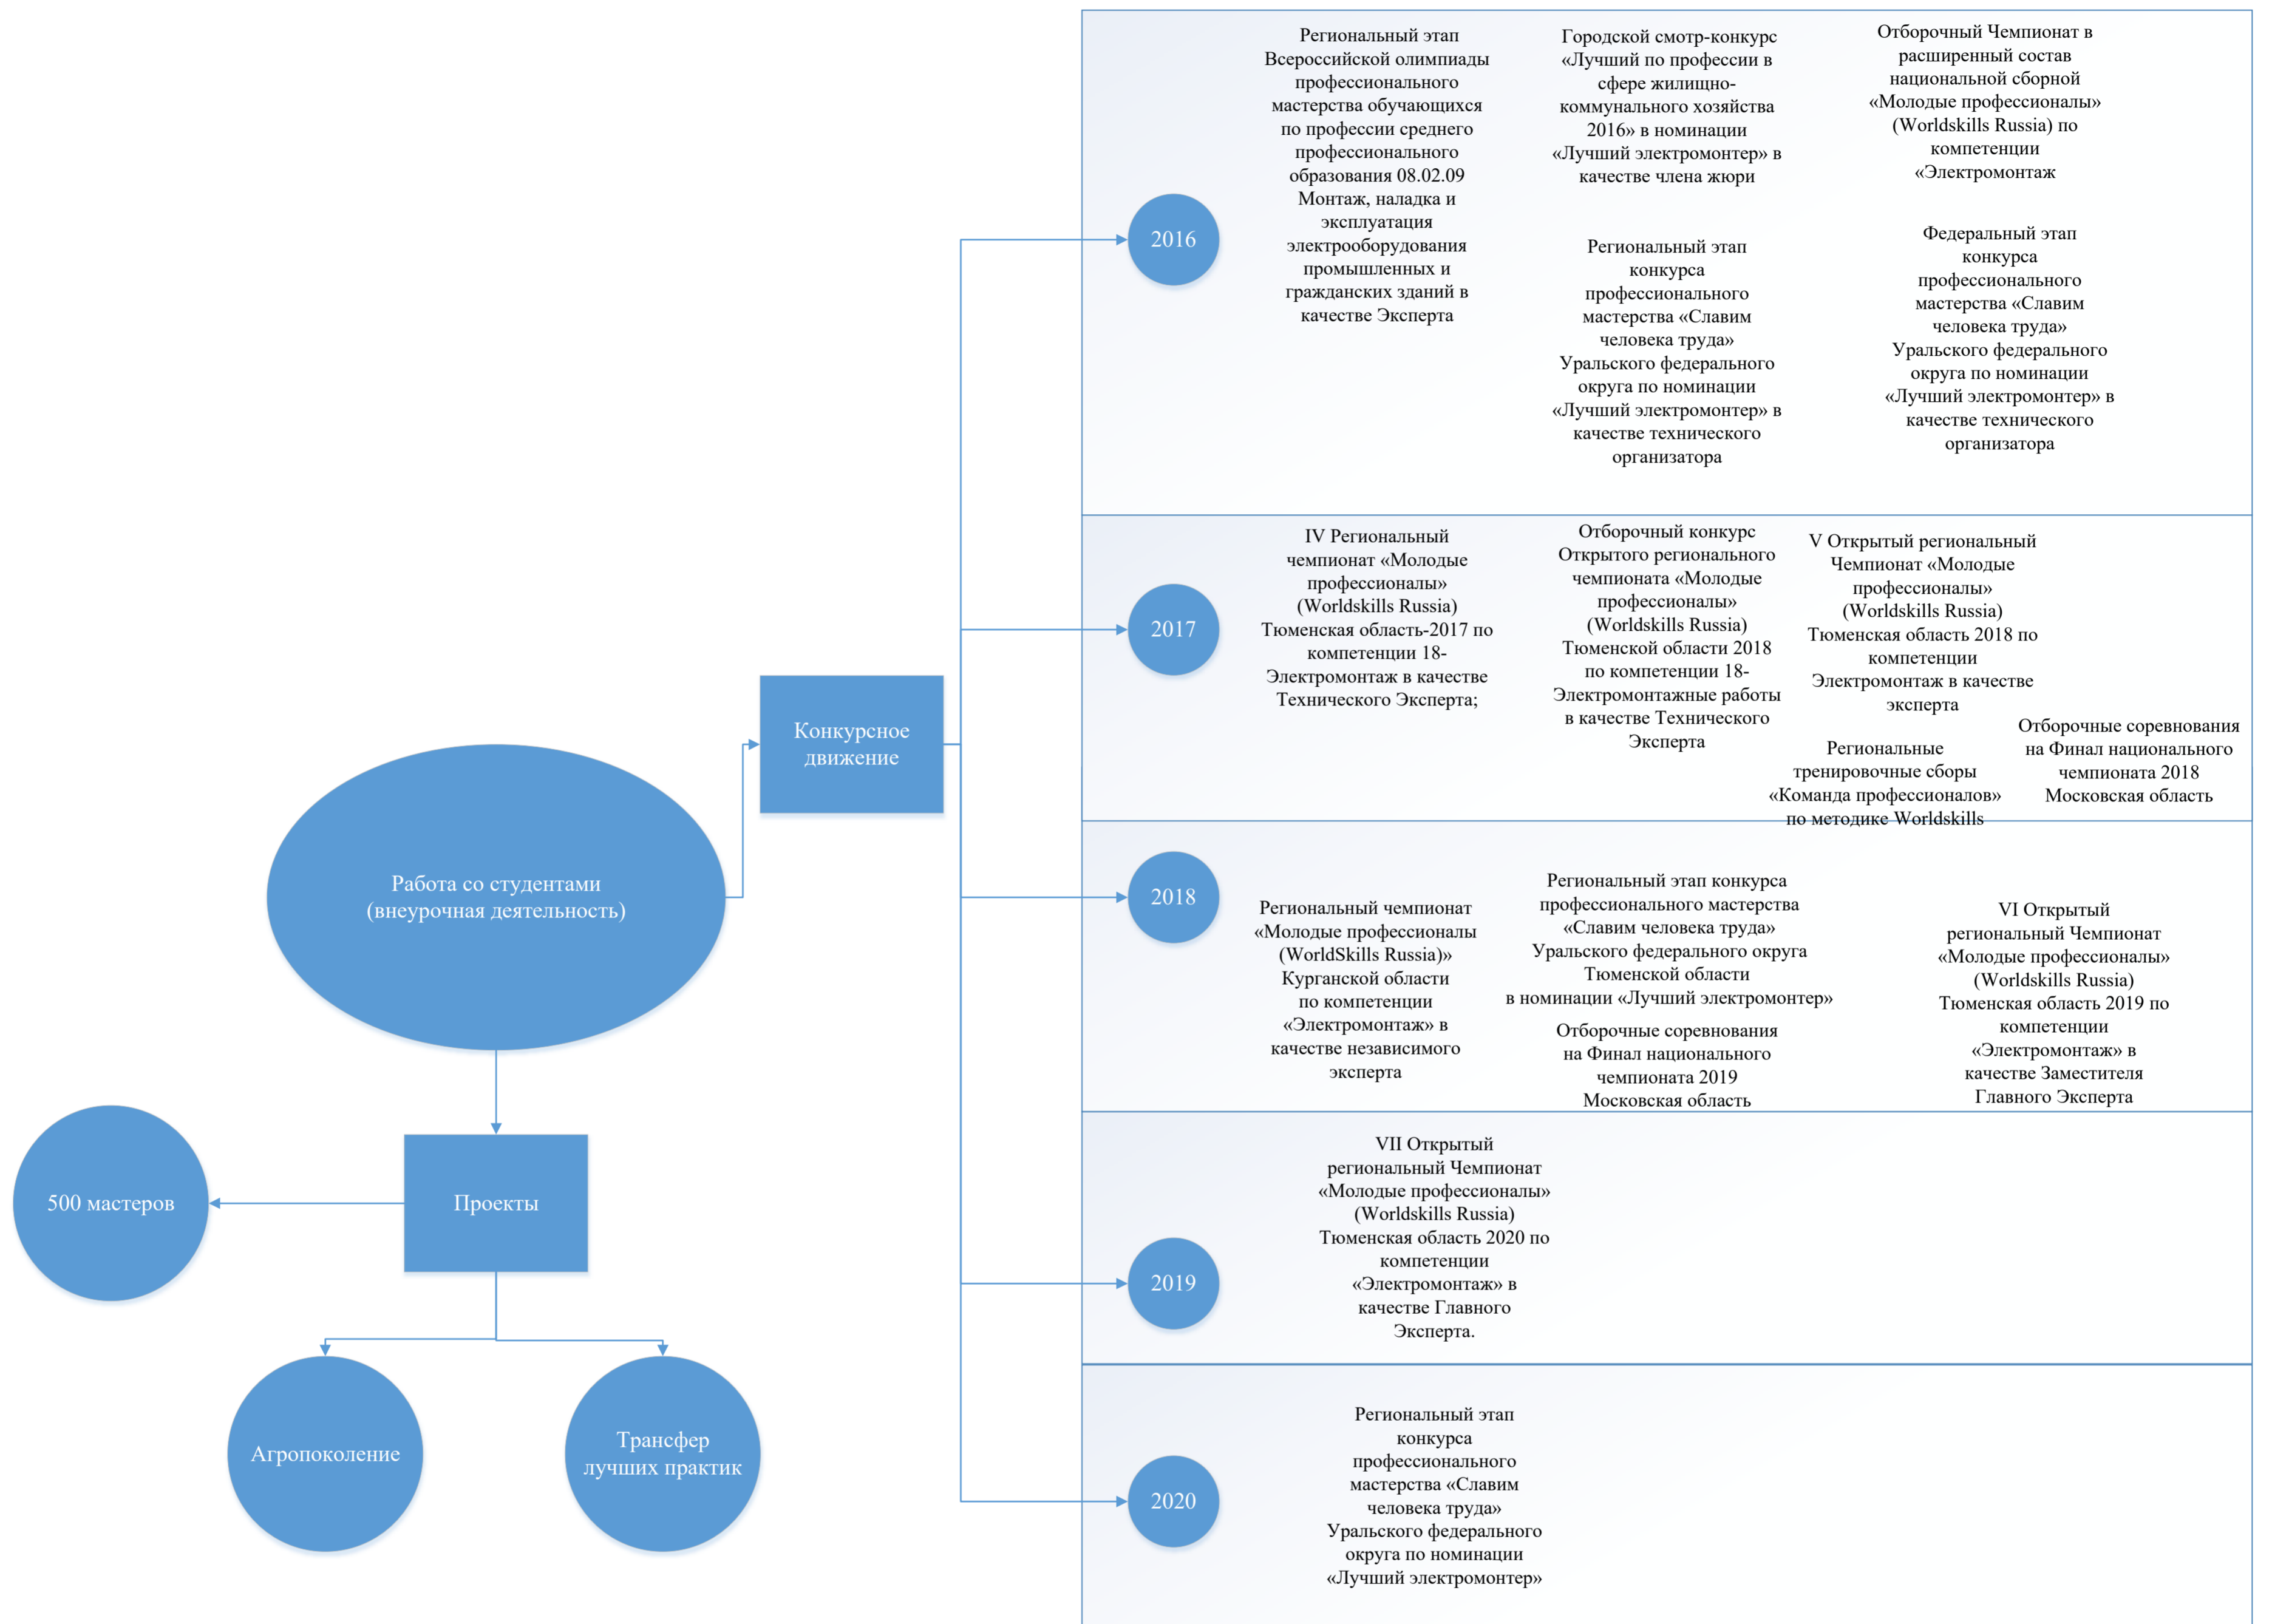 Работа со студентами
(внеурочная деятельность)
Конкурсное
движение
Проекты
500 мастеров
Агропоколение
Трансфер
лучших практик
2016
Региональный этап
Всероссийской олимпиады
профессионального
мастерства обучающихся
по профессии среднего
профессионального
образования 08.02.09
Монтаж, наладка и
эксплуатация
электрооборудования
промышленных и
гражданских зданий в
качестве Эксперта
Городской смотр-конкурс
«Лучший по профессии в
сфере жилищно-
коммунального хозяйства
2016» в номинации
«Лучший электромонтер» в
качестве члена жюри
Отборочный Чемпионат в
расширенный состав
национальной сборной
«Молодые профессионалы»
(Worldskills Russia) по
компетенции
«Электромонтаж
Региональный этап
конкурса
профессионального
мастерства «Славим
человека труда»
Уральского федерального
округа по номинации
«Лучший электромонтер» в
качестве технического
организатора
Федеральный этап
конкурса
профессионального
мастерства «Славим
человека труда»
Уральского федерального
округа по номинации
«Лучший электромонтер» в
качестве технического
организатора
2017
IV Региональный
чемпионат «Молодые
профессионалы»
(Worldskills Russia)
Тюменская область-2017 по
компетенции 18-
Электромонтаж в качестве
Технического Эксперта;
Отборочный конкурс
Открытого регионального
чемпионата «Молодые
профессионалы»
(Worldskills Russia)
Тюменской области 2018
по компетенции 18-
Электромонтажные работы
в качестве Технического
Эксперта
V Открытый региональный
Чемпионат «Молодые
профессионалы»
(Worldskills Russia)
Тюменская область 2018 по
компетенции
Электромонтаж в качестве
эксперта
Региональные
тренировочные сборы
«Команда профессионалов»
по методике Worldskills
Отборочные соревнования
на Финал национального
чемпионата 2018
Московская область
2018
Региональный чемпионат
«Молодые профессионалы
(WorldSkills Russia)»
Курганской области
по компетенции
«Электромонтаж» в
качестве независимого
эксперта
Региональный этап конкурса
профессионального мастерства
«Славим человека труда»
Уральского федерального округа
Тюменской области
в номинации «Лучший электромонтер»
Отборочные соревнования
на Финал национального
чемпионата 2019
Московская область
VI Открытый
региональный Чемпионат
«Молодые профессионалы»
(Worldskills Russia)
Тюменская область 2019 по
компетенции
«Электромонтаж» в
качестве Заместителя
Главного Эксперта
2019
VII Открытый
региональный Чемпионат
«Молодые профессионалы»
(Worldskills Russia)
Тюменская область 2020 по
компетенции
«Электромонтаж» в
качестве Главного
Эксперта.
2020
Региональный этап
конкурса
профессионального
мастерства «Славим
человека труда»
Уральского федерального
округа по номинации
«Лучший электромонтер»